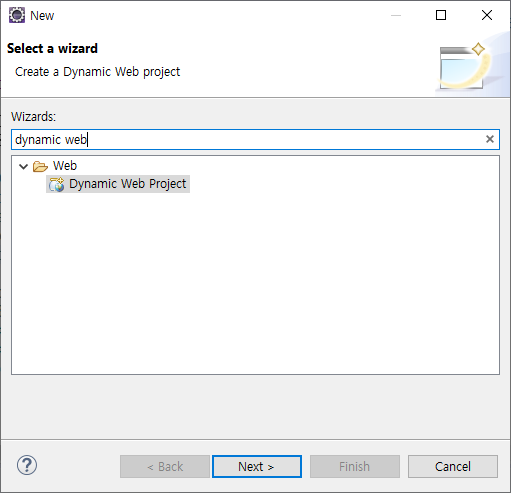 New
Select a wizard
Create a Dynamic Web project
Wizards:
dynamic web
Web
Dynamic Web Project
?
< Back
Next >
Finish
Cancel